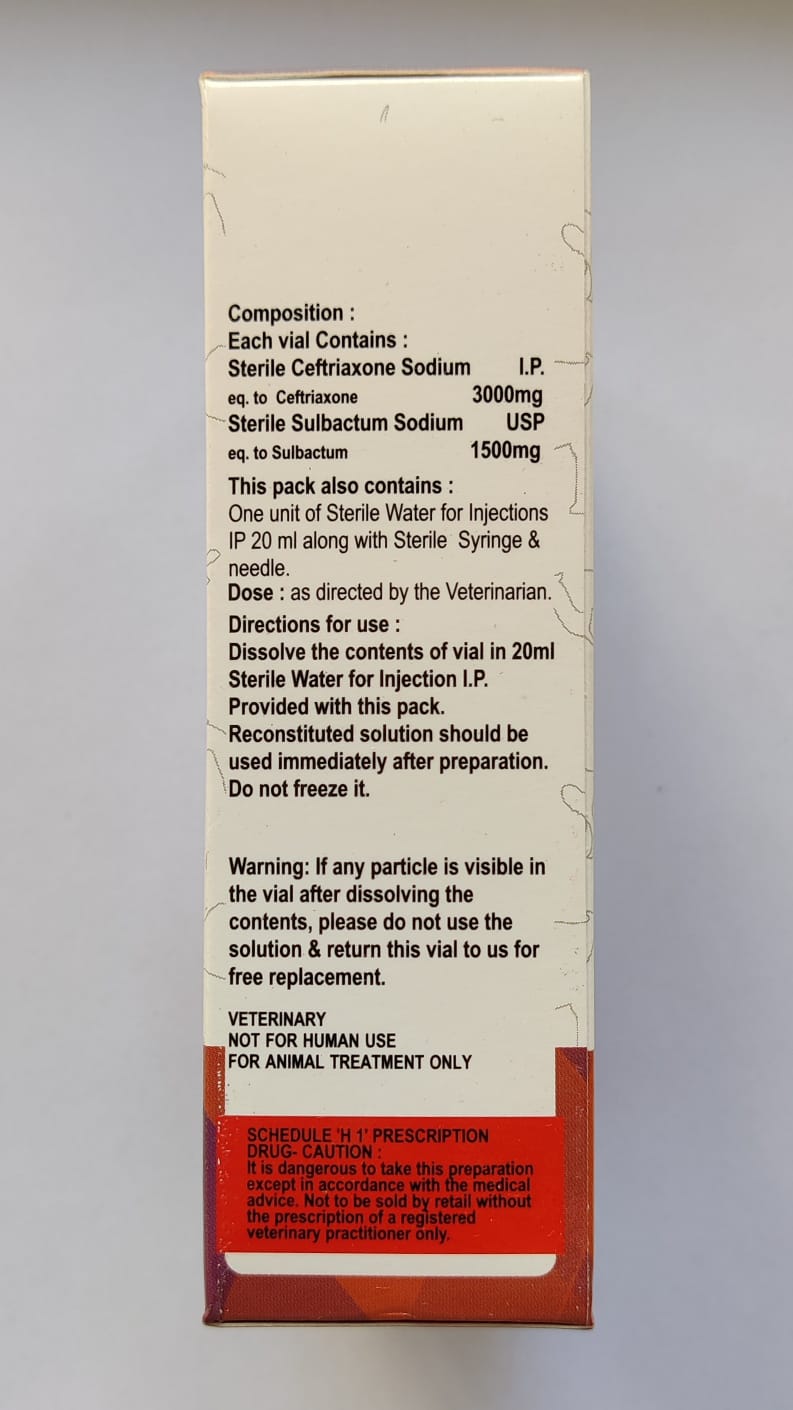 Composition :
Each vial Contains :
Sterile Ceftriaxone Sodium I.P.
eq. to Ceftriaxone 3000mg
Sterile Sulbactum Sodium USP
eq. to Sulbactum 1500mg
This pack also contains :
One unit of Sterile Water for Injections
IP 20 ml along with Sterile Syringe &
needle.
Dose : as directed by the Veterinarian.
Directions for use :
Dissolve the contents of vial in 20ml
Sterile Water for Injection I.P.
Provided with this pack.
Reconstituted solution should be
used immediately after preparation.
Do not freeze it.
Warning: If any particle is visible in
the vial after dissolving the
contents, please do not use the
solution & return this vial to us for
free replacement.
VETERINARY
NOT FOR HUMAN USE
FOR ANIMAL TREATMENT ONLY
SCHEDULE 'H 1' PRESCRIPTION
DRUG- CAUTION :
It is dangerous to take this preparation
except in accordance with the medical
advice. Not to be sold by retail without
the prescription of a registered
veterinary practitioner only.